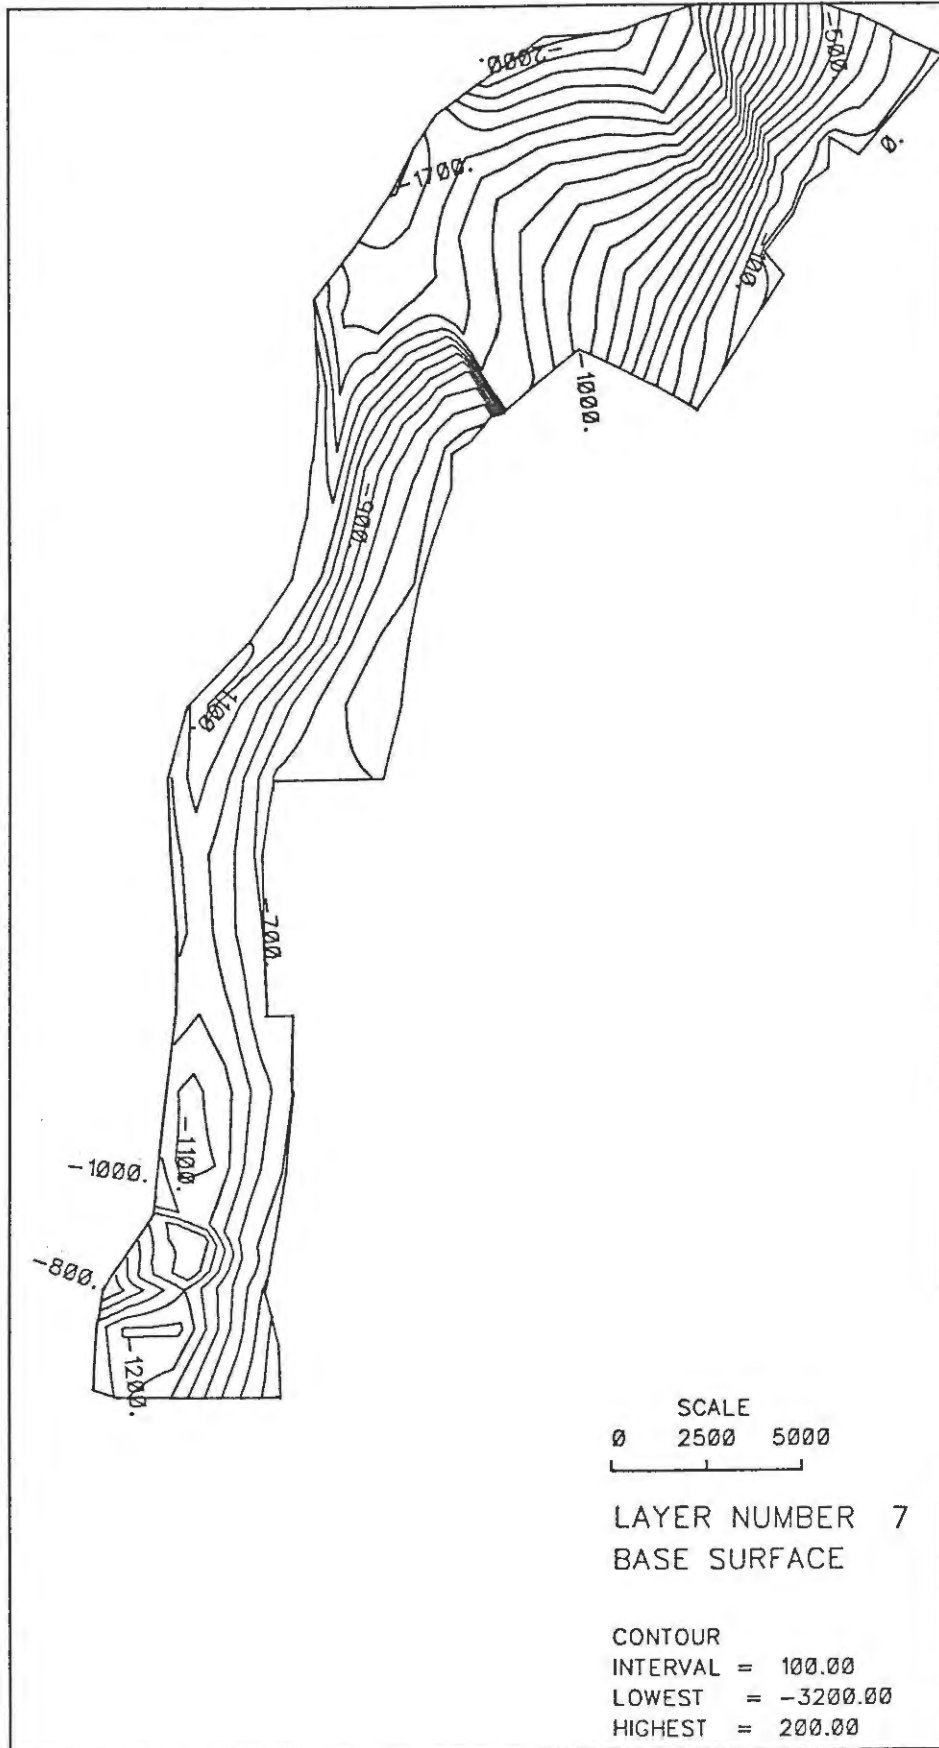 -2000.
-500.
0.
-1700.
-100.
-1000.
-900.
-1100.
-700.
-1100.
-1000.
-800.
-1200.
SCALE
0 2500 5000
LAYER NUMBER 7
BASE SURFACE
CONTOUR
INTERVAL = 100.00
LOWEST = -3200.00
HIGHEST = 200.00